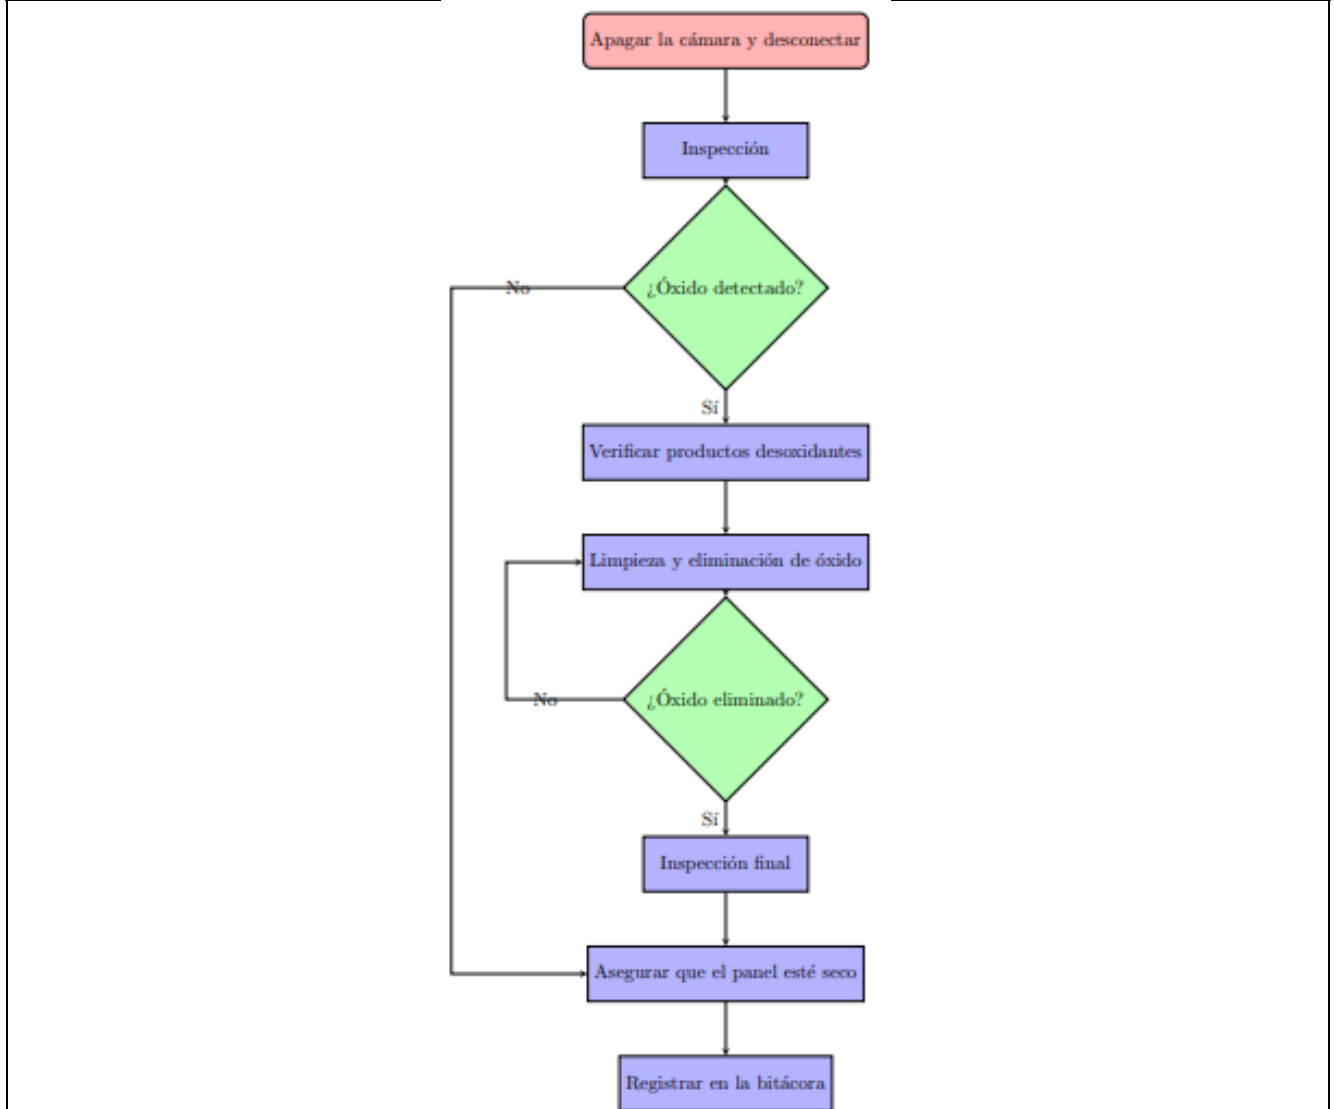 Apagar la cámara y desconectar
Inspección
¿Óxido detectado?
No
Sí
Verificar productos desoxidantes
Limpieza y eliminación de óxido
¿Óxido eliminado?
No
Sí
Inspección final
Asegurar que el panel esté seco
Registrar en la bitácora